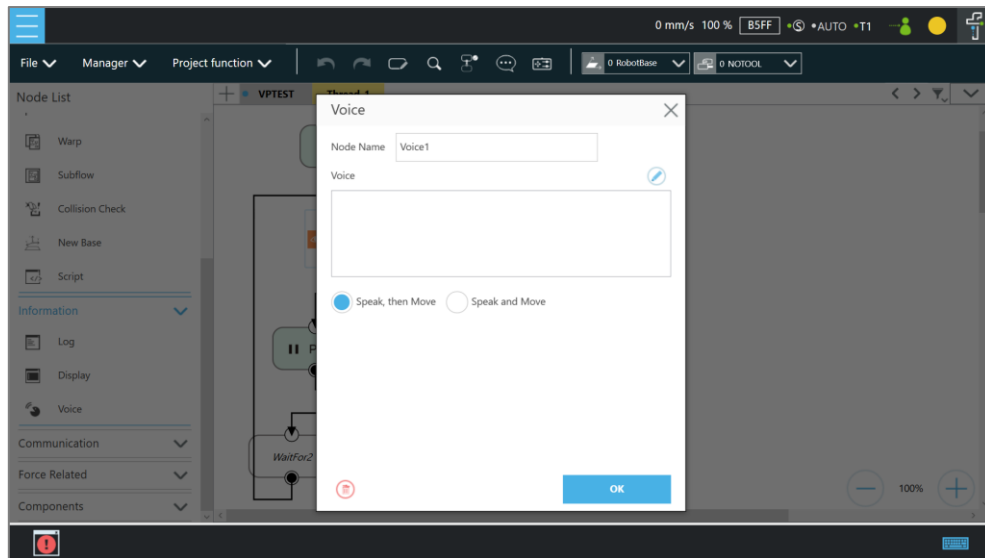 0 mm/s 100 % B5FF •Ⓢ •AUTO •T1
File Manager Project function 0 RobotBase 0 NOTOOL
Node List
VPTEST Thread_1
Warp
Subflow
Collision Check
New Base
Script
Information
Log
Display
Voice
Communication
Force Related
Components
P
WaitFor2
Voice
Node Name Voice1
Voice
Speak, then Move Speak and Move
OK
100%